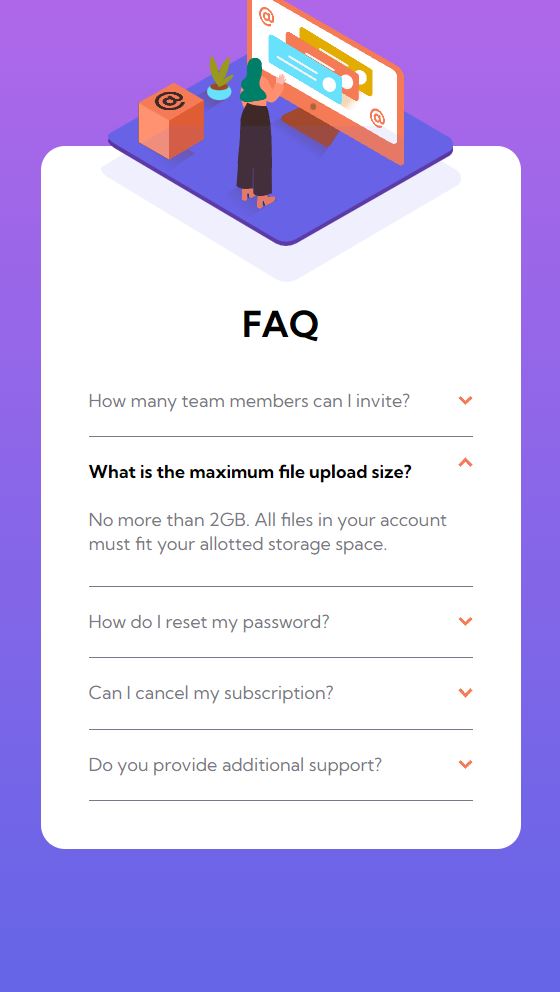 @
@
@
FAQ
How many team members can I invite?
What is the maximum file upload size?
No more than 2GB. All files in your account
must fit your allotted storage space.
How do I reset my password?
Can I cancel my subscription?
Do you provide additional support?